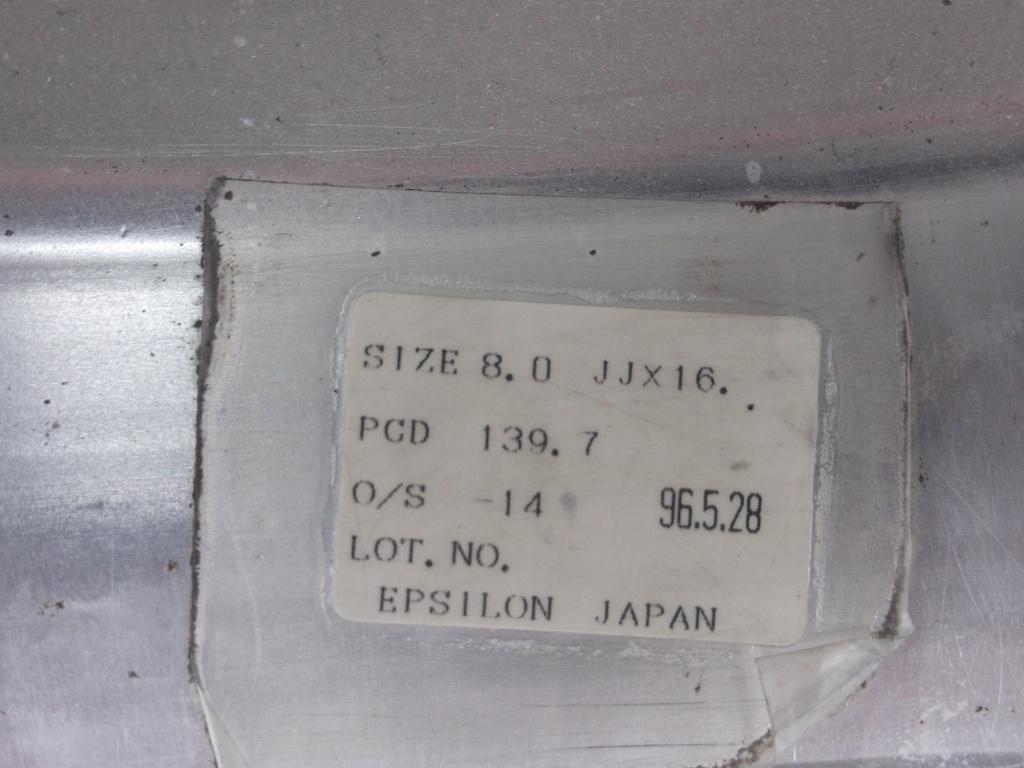 SIZE 8.0 JJX16.
PCD 139.7
O/S -14 96.5.28
LOT. NO.
EPSILON JAPAN